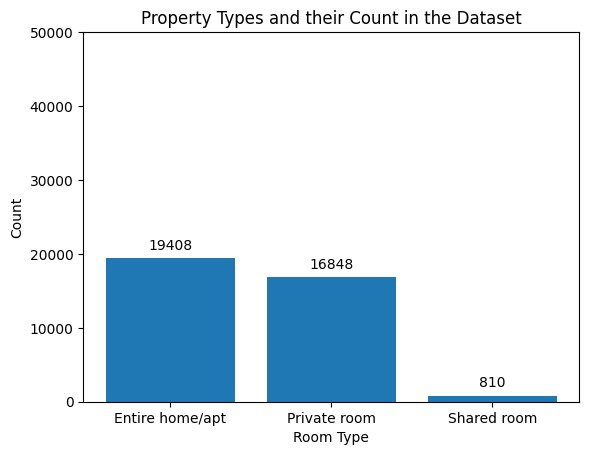 Property Types and their Count in the Dataset
50000
40000
30000
20000
10000
0
Count
19408
16848
810
Entire home/apt
Private room
Shared room
Room Type